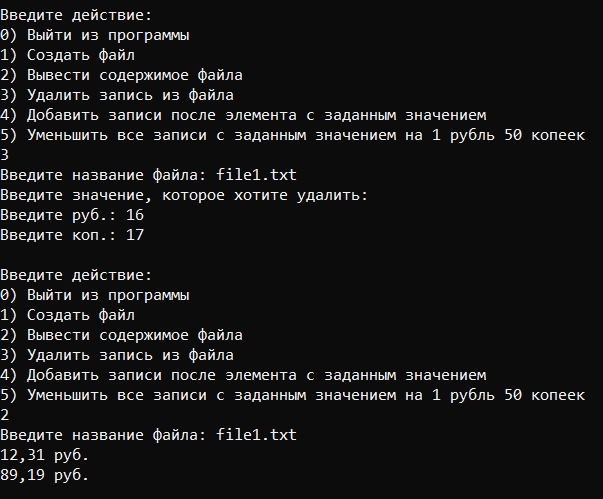 Введите действие:
0) Выйти из программы
1) Создать файл
2) Вывести содержимое файла
3) Удалить запись из файла
4) Добавить записи после элемента с заданным значением
5) Уменьшить все записи с заданным значением на 1 рубль 50 копеек
3
Введите название файла: file1.txt
Введите значение, которое хотите удалить:
Введите руб.: 16
Введите коп.: 17
Введите действие:
0) Выйти из программы
1) Создать файл
2) Вывести содержимое файла
3) Удалить запись из файла
4) Добавить записи после элемента с заданным значением
5) Уменьшить все записи с заданным значением на 1 рубль 50 копеек
2
Введите название файла: file1.txt
12,31 руб.
89,19 руб.